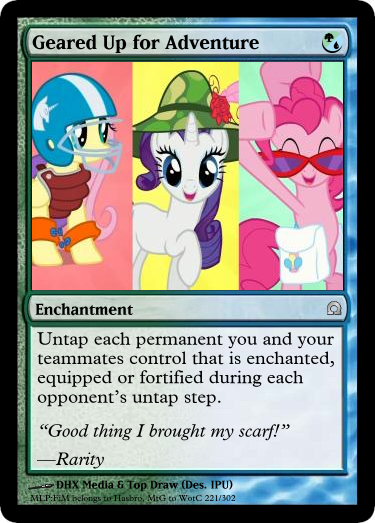 Geared Up for Adventure
Enchantment
Untap each permanent you and your
teammates control that is enchanted,
equipped or fortified during each
opponent's untap step.
“Good thing I brought my scarf!”
—Rarity
DHX Media & Top Draw (Des. IPU)
MLP:FiM belongs to Hasbro, MtG to WotC 221/302